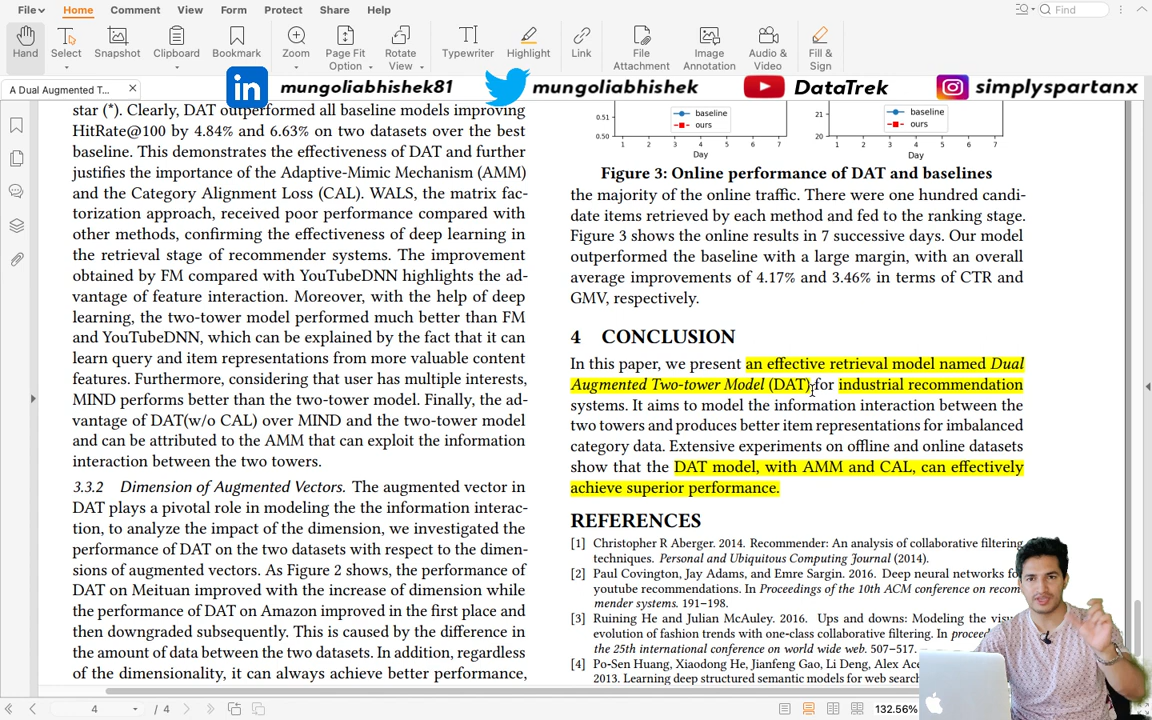 File Home Comment View Form Protect Share Help Find
Hand Select Snapshot Clipboard Bookmark Zoom Page Fit Option Rotate View Typewriter Highlight Link File Attachment Image Annotation Audio & Video Fill & Sign
A Dual Augmented T...
in mungoliabhishek81 mungoliabhishek DataTrek simplyspartanx
star (*). Clearly, DAT outperformed all baseline models improving
HitRate@100 by 4.84% and 6.63% on two datasets over the best
baseline. This demonstrates the effectiveness of DAT and further
justifies the importance of the Adaptive-Mimic Mechanism (AMM)
and the Category Alignment Loss (CAL). WALS, the matrix fac-
torization approach, received poor performance compared with
other methods, confirming the effectiveness of deep learning in
the retrieval stage of recommender systems. The improvement
obtained by FM compared with YouTubeDNN highlights the ad-
vantage of feature interaction. Moreover, with the help of deep
learning, the two-tower model performed much better than FM
and YouTubeDNN, which can be explained by the fact that it can
learn query and item representations from more valuable content
features. Furthermore, considering that user has multiple interests,
MIND performs better than the two-tower model. Finally, the ad-
vantage of DAT(w/o CAL) over MIND and the two-tower model
and can be attributed to the AMM that can exploit the information
interaction between the two towers.
3.3.2 Dimension of Augmented Vectors. The augmented vector in
DAT plays a pivotal role in modeling the the information interac-
tion, to analyze the impact of the dimension, we investigated the
performance of DAT on the two datasets with respect to the dimen-
sions of augmented vectors. As Figure 2 shows, the performance of
DAT on Meituan improved with the increase of dimension while
the performance of DAT on Amazon improved in the first place and
then downgraded subsequently. This is caused by the difference in
the amount of data between the two datasets. In addition, regardless
of the dimensionality, it can always achieve better performance,
0.51 baseline
0.50 ours
1 2 3 4 5 6 7
Day
21 baseline
20 ours
1 2 3 4 5 6 7
Day
Figure 3: Online performance of DAT and baselines
the majority of the online traffic. There were one hundred candi-
date items retrieved by each method and fed to the ranking stage.
Figure 3 shows the online results in 7 successive days. Our model
outperformed the baseline with a large margin, with an overall
average improvements of 4.17% and 3.46% in terms of CTR and
GMV, respectively.
4 CONCLUSION
In this paper, we present an effective retrieval model named Dual
Augmented Two-tower Model (DAT) for industrial recommendation
systems. It aims to model the information interaction between the
two towers and produces better item representations for imbalanced
category data. Extensive experiments on offline and online datasets
show that the DAT model, with AMM and CAL, can effectively
achieve superior performance.
REFERENCES
[1] Christopher R Aberger. 2014. Recommender: An analysis of collaborative filtering
techniques. Personal and Ubiquitous Computing Journal (2014).
[2] Paul Covington, Jay Adams, and Emre Sargin. 2016. Deep neural networks fo
youtube recommendations. In Proceedings of the 10th ACM conference on recom
mender systems. 191–198.
[3] Ruining He and Julian McAuley. 2016. Ups and downs: Modeling the visu
evolution of fashion trends with one-class collaborative filtering. In proceed
the 25th international conference on world wide web. 507–517.
[4] Po-Sen Huang, Xiaodong He, Jianfeng Gao, Li Deng, Alex Ace
2013. Learning deep structured semantic models for web search
4 / 4 132.56%